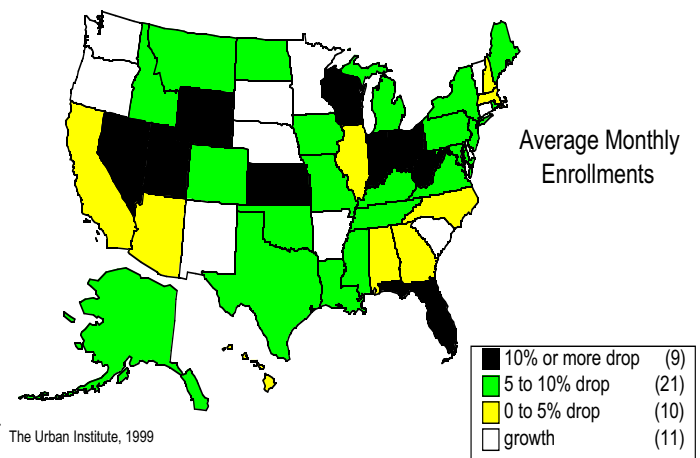 Average Monthly
Enrollments
10% or more drop (9)
5 to 10% drop (21)
0 to 5% drop (10)
growth (11)
The Urban Institute, 1999